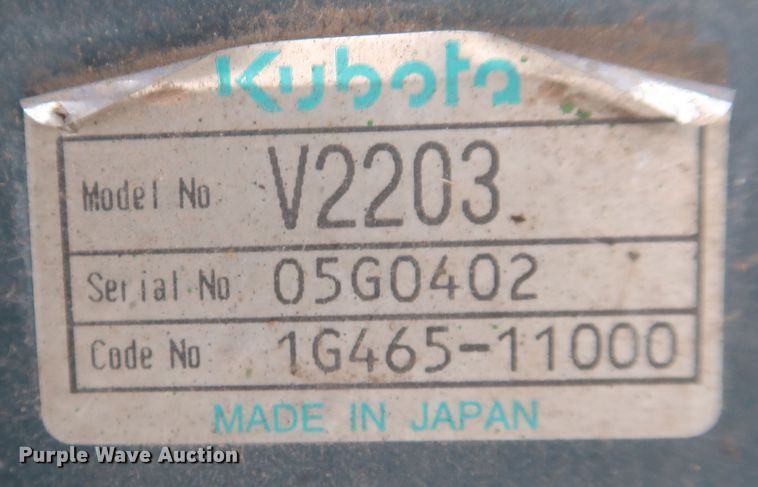 Kubota
Model No V2203
Serial No 05G0402
Code No 1G465-11000
MADE IN JAPAN
Purple Wave Auction